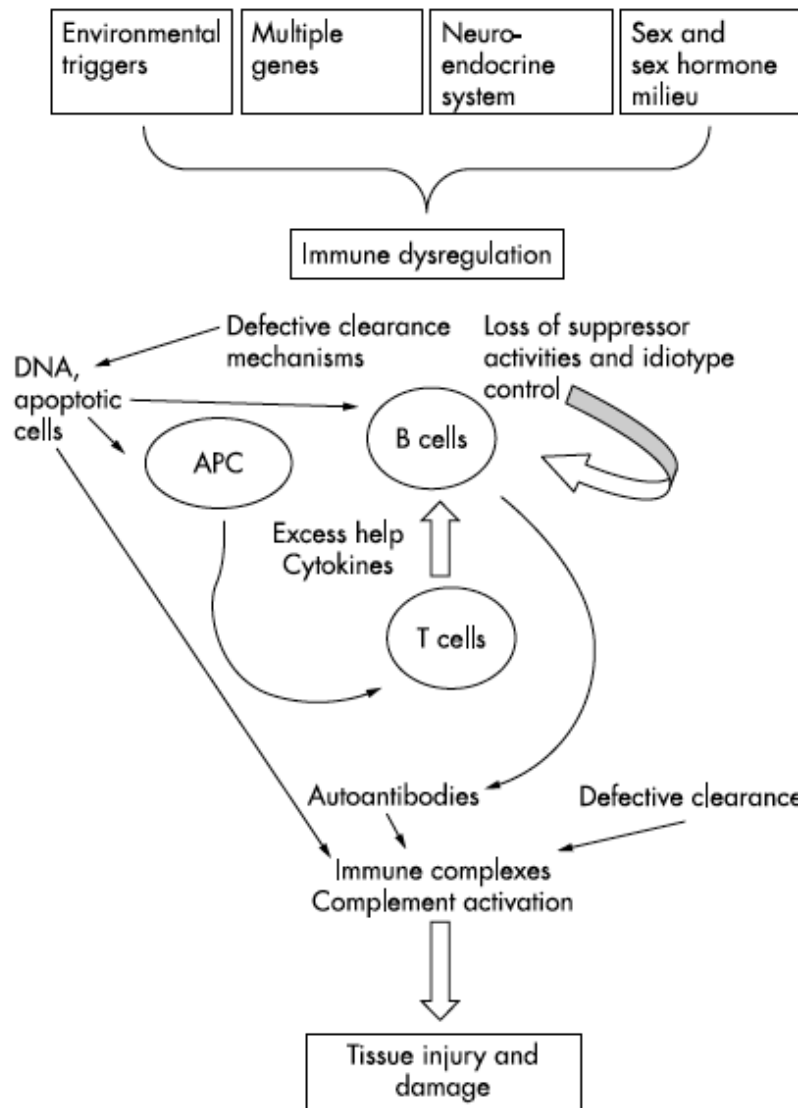 Environmental
triggers
Multiple
genes
Neuro-
endocrine
system
Sex and
sex hormone
milieu
Immune dysregulation
Defective clearance
mechanisms
Loss of suppressor
activities and idiotype
control
DNA,
apoptotic
cells
APC
B cells
Excess help
Cytokines
T cells
Autoantibodies
Defective clearance
Immune complexes
Complement activation
Tissue injury and
damage